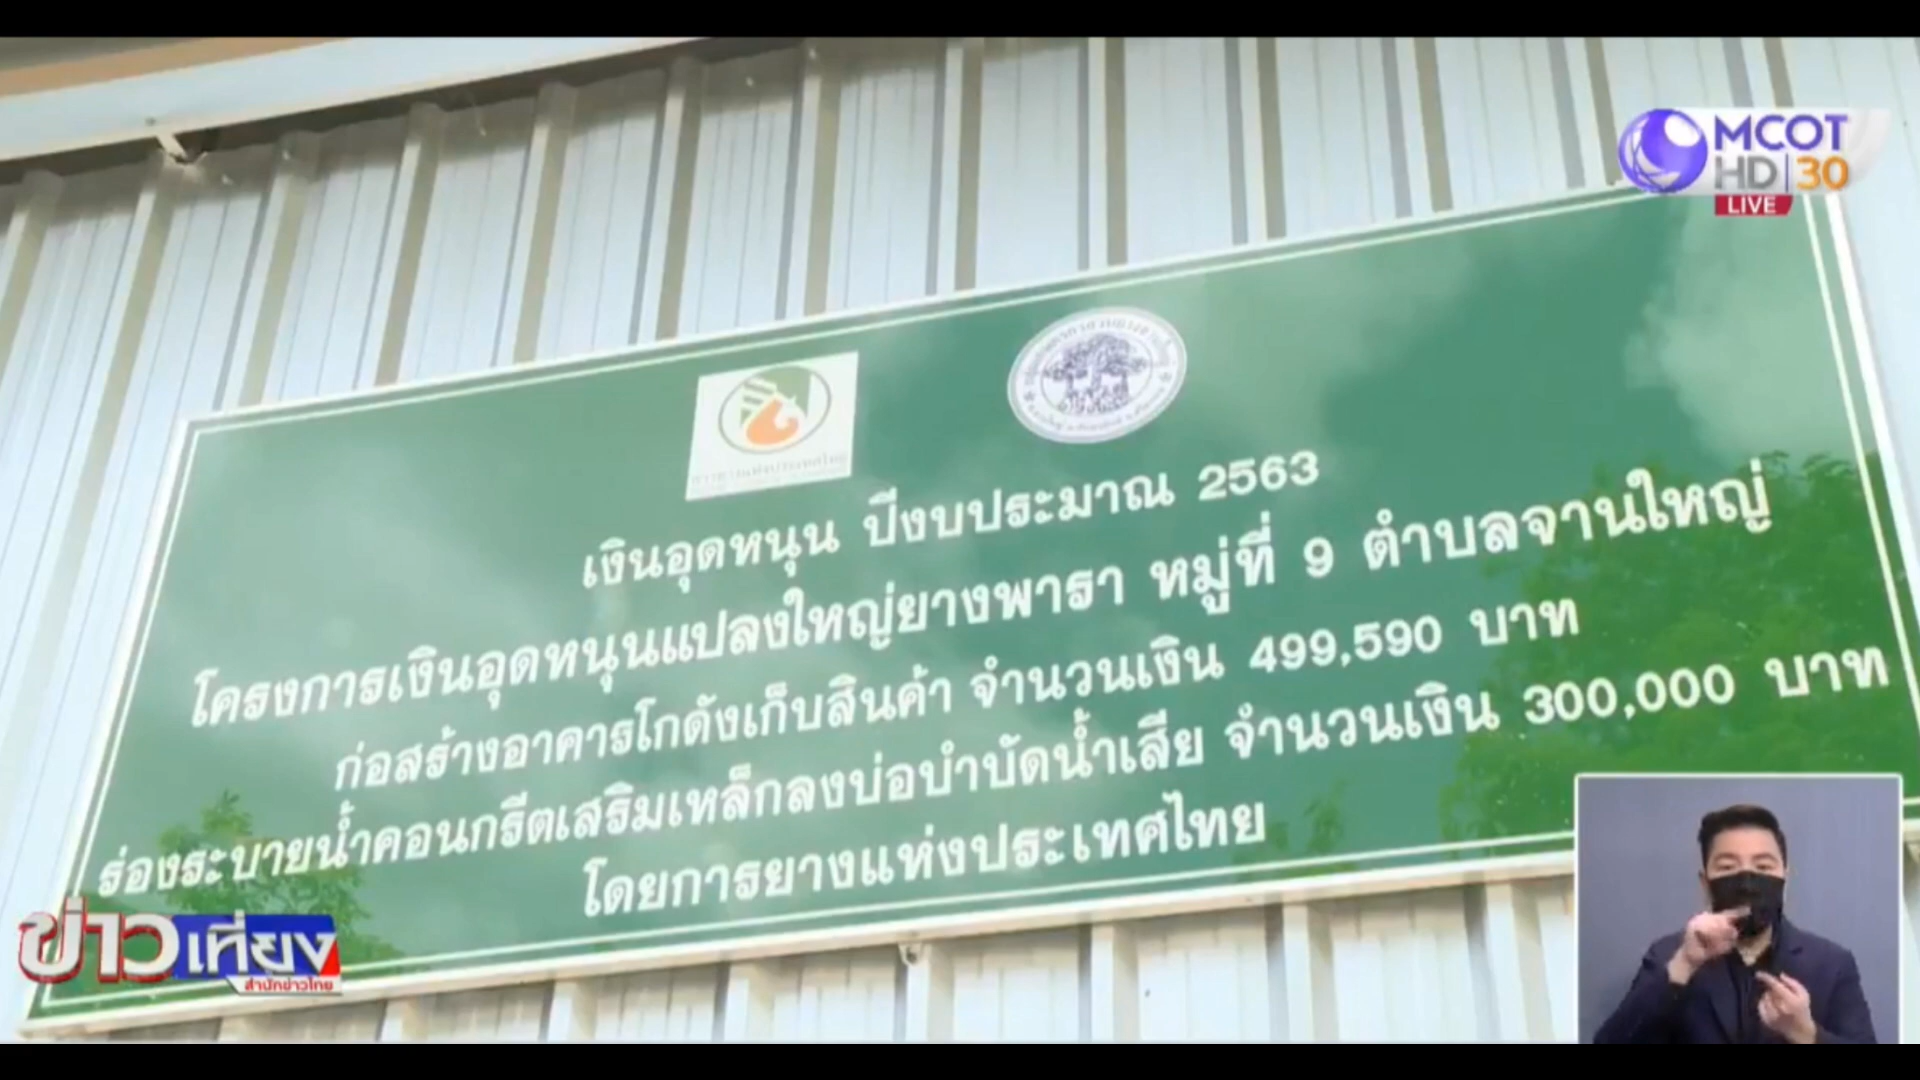 MCOT
HD 30
LIVE
เงินอุดหนุน ปีงบประมาณ 2563
โครงการเงินอุดหนุนแปลงใหญ่ยางพารา หมู่ที่ 9 ตำบลจานใหญ่
ก่อสร้างอาคารโกดังเก็บสินค้า จำนวนเงิน 499,590 บาท
ร่องระบายน้ำคอนกรีตเสริมเหล็กลงบ่อบำบัดน้ำเสีย จำนวนเงิน 300,000 บาท
โดยการยางแห่งประเทศไทย
ข่าวเที่ยง
สำนักข่าวไทย